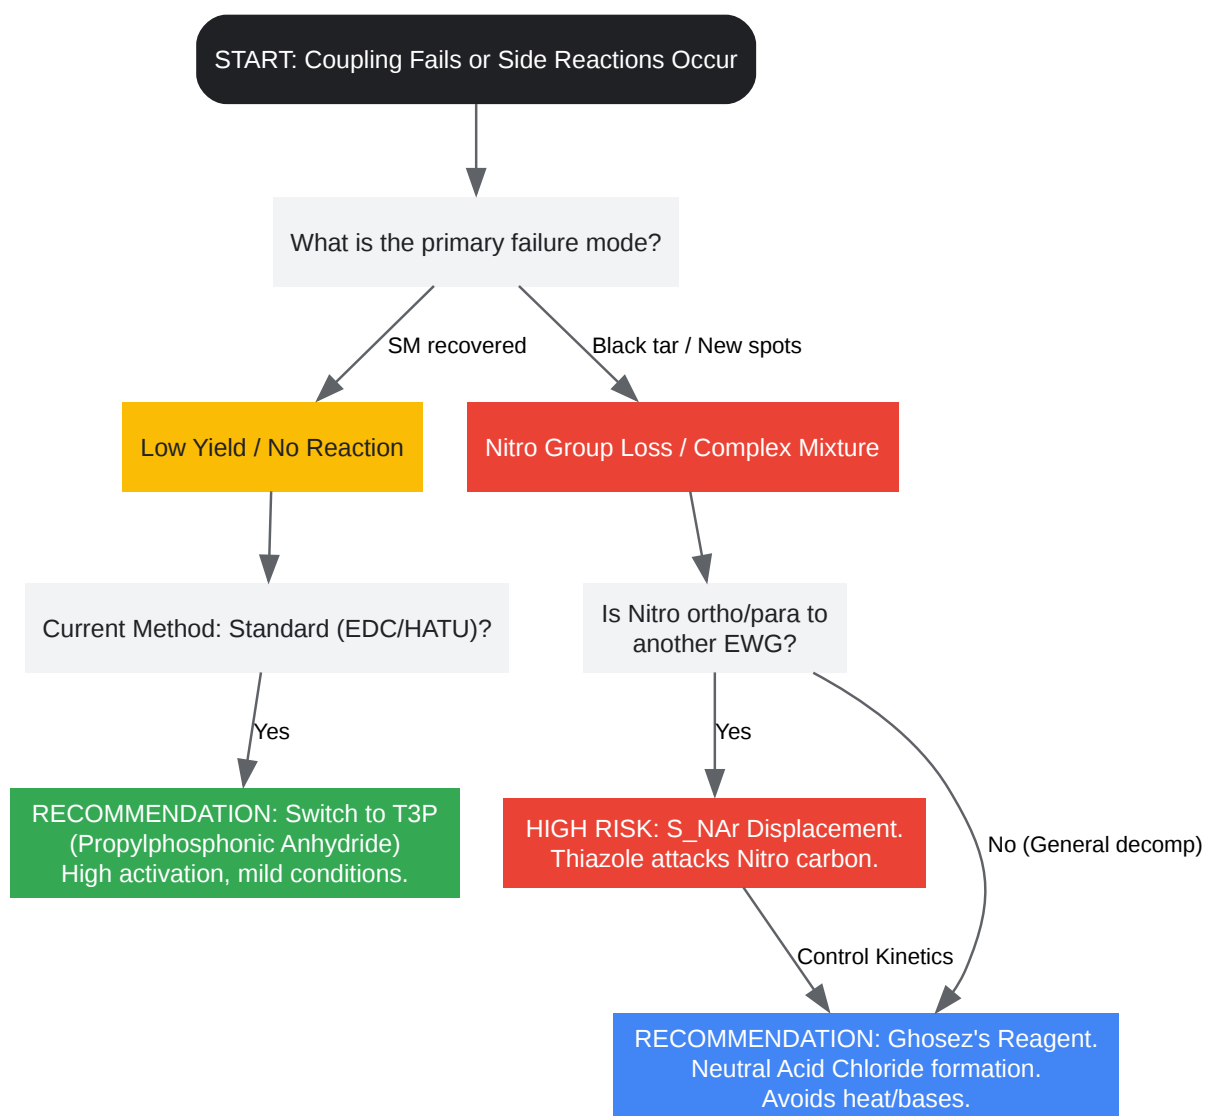 START: Coupling Fails or Side Reactions Occur
What is the primary failure mode?
SM recovered
Black tar / New spots
Low Yield / No Reaction
Nitro Group Loss / Complex Mixture
Current Method: Standard (EDC/HATU)?
Is Nitro ortho/para to
another EWG?
Yes
Yes
RECOMMENDATION: Switch to T3P
(Propylphosphonic Anhydride)
High activation, mild conditions.
HIGH RISK: S_NAr Displacement.
Thiazole attacks Nitro carbon.
No (General decomp)
Control Kinetics
RECOMMENDATION: Ghosez's Reagent.
Neutral Acid Chloride formation.
Avoids heat/bases.